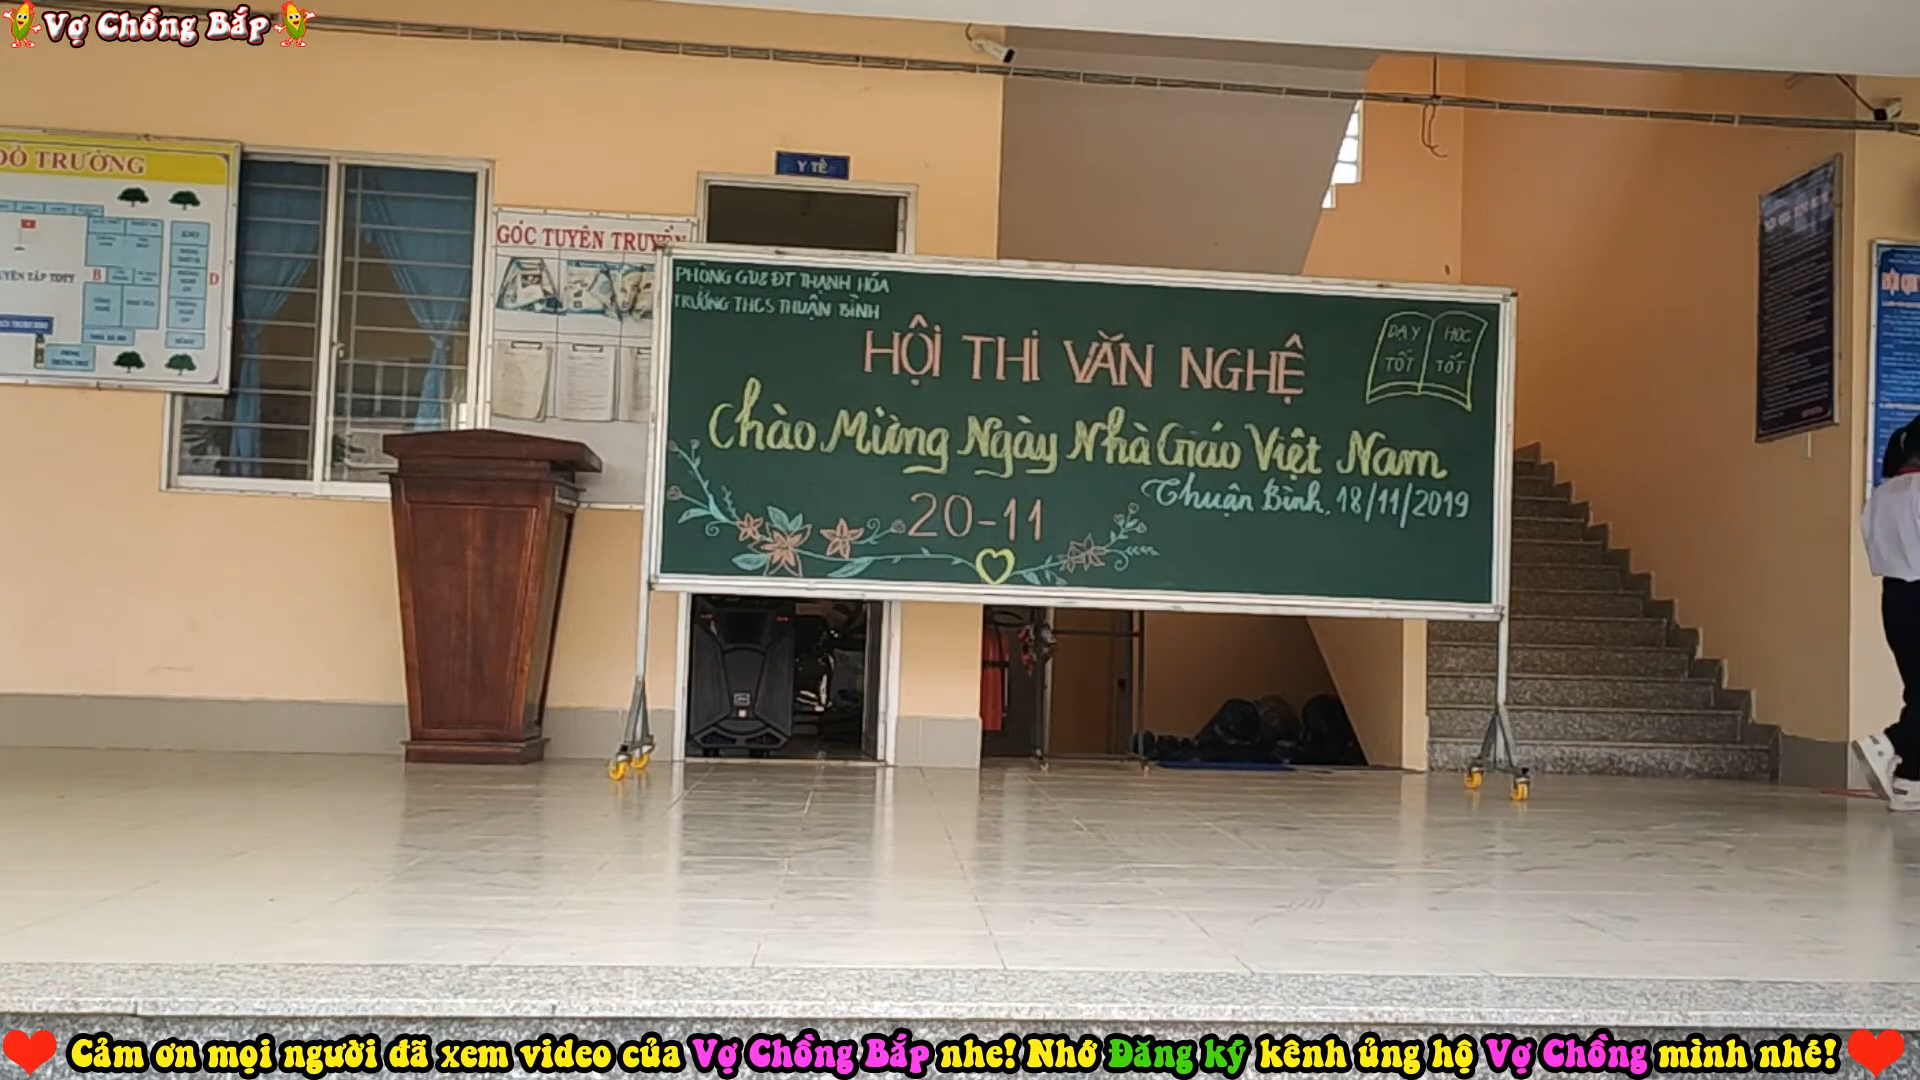 Vợ Chồng Bắp
ĐỒ TRƯỜNG
B
D
Y TẾ
GÓC TUYÊN TRUYỀN
PHÒNG GD&ĐT THẠNH HÓA
TRƯỜNG THCS THUẬN BÌNH
HỘI THI VĂN NGHỆ
DẠY TỐT
HỌC TỐT
Chào Mừng Ngày Nhà Giáo Việt Nam
20-11
Thuận Bình, 18/11/2019
Cảm ơn mọi người đã xem video của Vợ Chồng Bắp nhe! Nhớ Đăng ký kênh ủng hộ Vợ Chồng mình nhé!